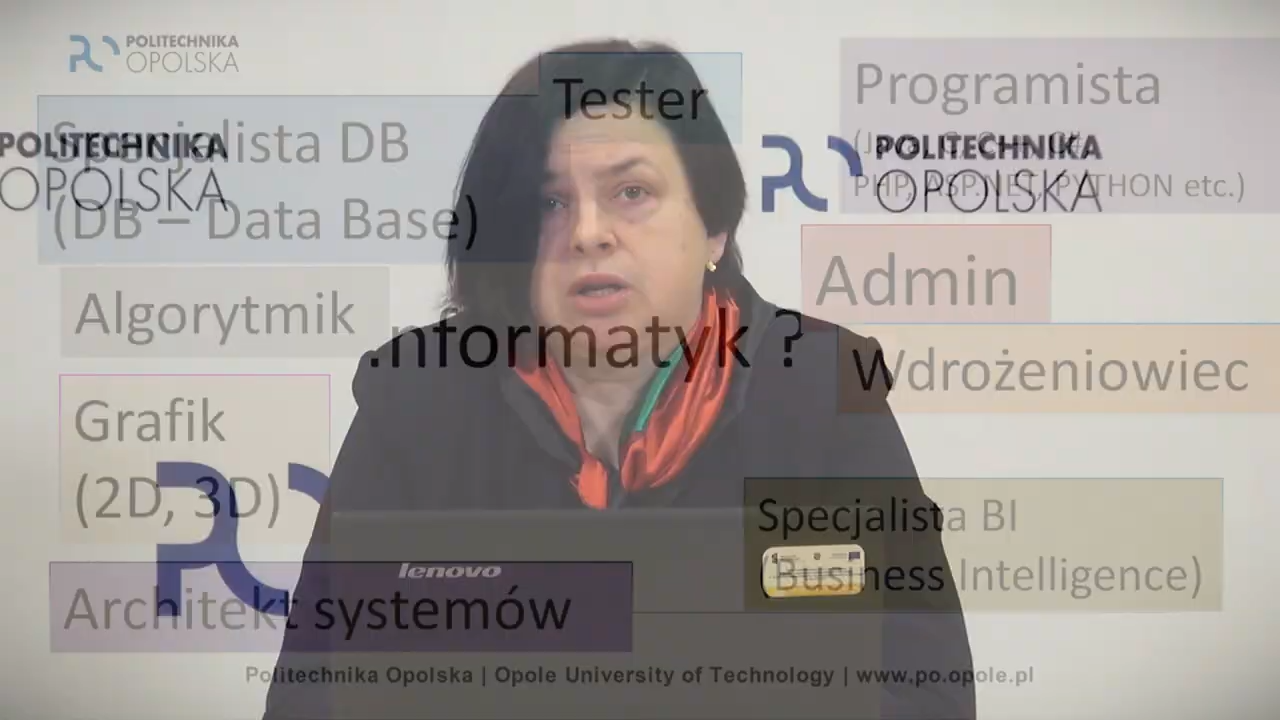 POLITECHNIKA
OPOLSKA
Tester
Programista
PHP, ASP.NET, PYTHON etc.)
Specjalista DB
(DB – Data Base)
POLITECHNIKA
OPOLSKA
POLITECHNIKA
OPOLSKA
Admin
Algorytmik
nformatyk ?
Wdrożeniowiec
Grafik
(2D, 3D)
Specjalista BI
(Business Intelligence)
lenovo
Architekt systemów
Politechnika Opolska | Opole University of Technology | www.po.opole.pl